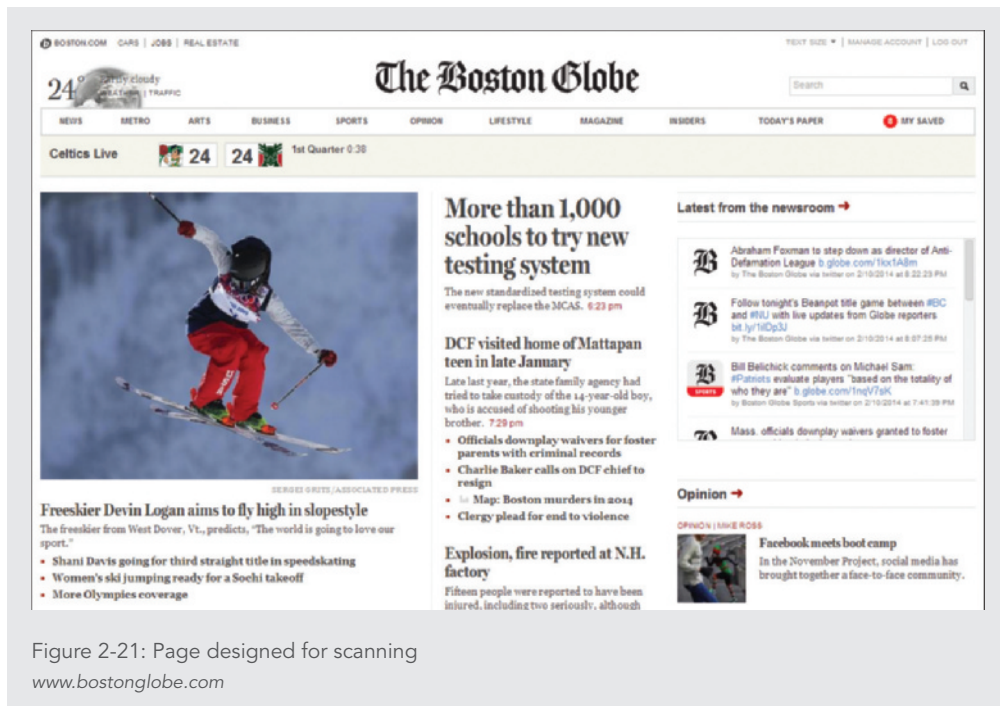 BOSTON.COM CARS | JOBS | REAL ESTATE
TEXT SIZE | MANAGE ACCOUNT | LOG OUT
24° cloudy
WEATHER | TRAFFIC
The Boston Globe
Search
NEWS METRO ARTS BUSINESS SPORTS OPINION LIFESTYLE MAGAZINE INSIDERS TODAY'S PAPER MY SAVED
Celtics Live 24 24 1st Quarter 0:38
SERGEI GRITS/ASSOCIATED PRESS
Freeskier Devin Logan aims to fly high in slopestyle
The freeskier from West Dover, Vt., predicts, "The world is going to love our
sport."
Shani Davis going for third straight title in speedskating
Women's ski jumping ready for a Sochi takeoff
More Olympics coverage
More than 1,000
schools to try new
testing system
The new standardized testing system could
eventually replace the MCAS. 6:23 pm
DCF visited home of Mattapan
teen in late January
Late last year, the state family agency had
tried to take custody of the 14-year-old boy,
who is accused of shooting his younger
brother. 7:29 pm
Officials downplay waivers for foster
parents with criminal records
Charlie Baker calls on DCF chief to
resign
Map: Boston murders in 2014
Clergy plead for end to violence
Explosion, fire reported at N.H.
factory
Fifteen people were reported to have been
injured, including two seriously, although
Latest from the newsroom
Abraham Foxman to step down as director of Anti-
Defamation League b.globe.com/1kx1A8m
by The Boston Globe via twitter on 2/10/2014 at 8:22:23 PM
Follow tonight's Beanpot title game between #BC
and #NU with live updates from Globe reporters
bit.ly/1ilDp3J
by The Boston Globe via twitter on 2/10/2014 at 8:07:25 PM
Bill Belichick comments on Michael Sam:
#Patriots evaluate players "based on the totality of
who they are" b.globe.com/1nqV7sK
by Boston Globe Sports via twitter on 2/10/2014 at 7:41:39 PM
SPORTS
Mass. officials downplay waivers granted to foster
Opinion
OPINION | MIKE ROSS
Facebook meets boot camp
In the November Project, social media has
brought together a face-to-face community.
Figure 2-21: Page designed for scanning
www.bostonglobe.com